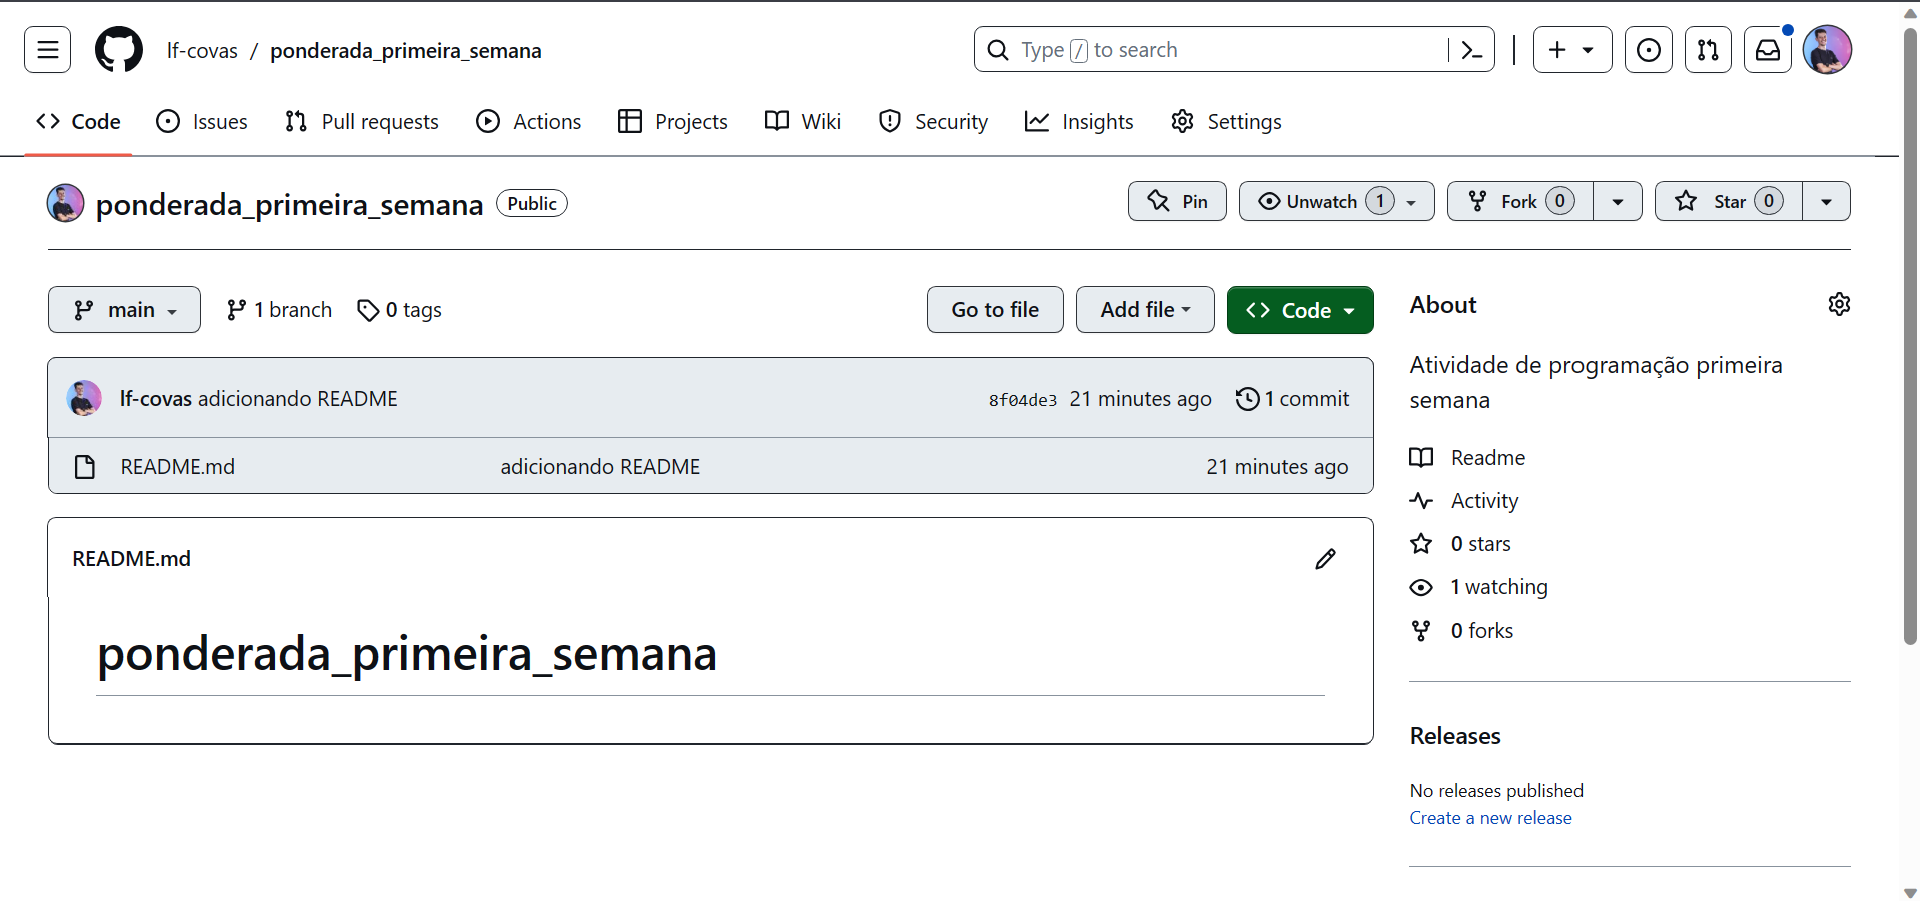 lf-covas / ponderada_primeira_semana
Type / to search
Code Issues Pull requests Actions Projects Wiki Security Insights Settings
ponderada_primeira_semana Public
Pin Unwatch 1 Fork 0 Star 0
main 1 branch 0 tags
Go to file Add file Code
lf-covas adicionando README 8f04de3 21 minutes ago 1 commit
README.md adicionando README 21 minutes ago
README.md
ponderada_primeira_semana
About
Atividade de programação primeira
semana
Readme
Activity
0 stars
1 watching
0 forks
Releases
No releases published
Create a new release